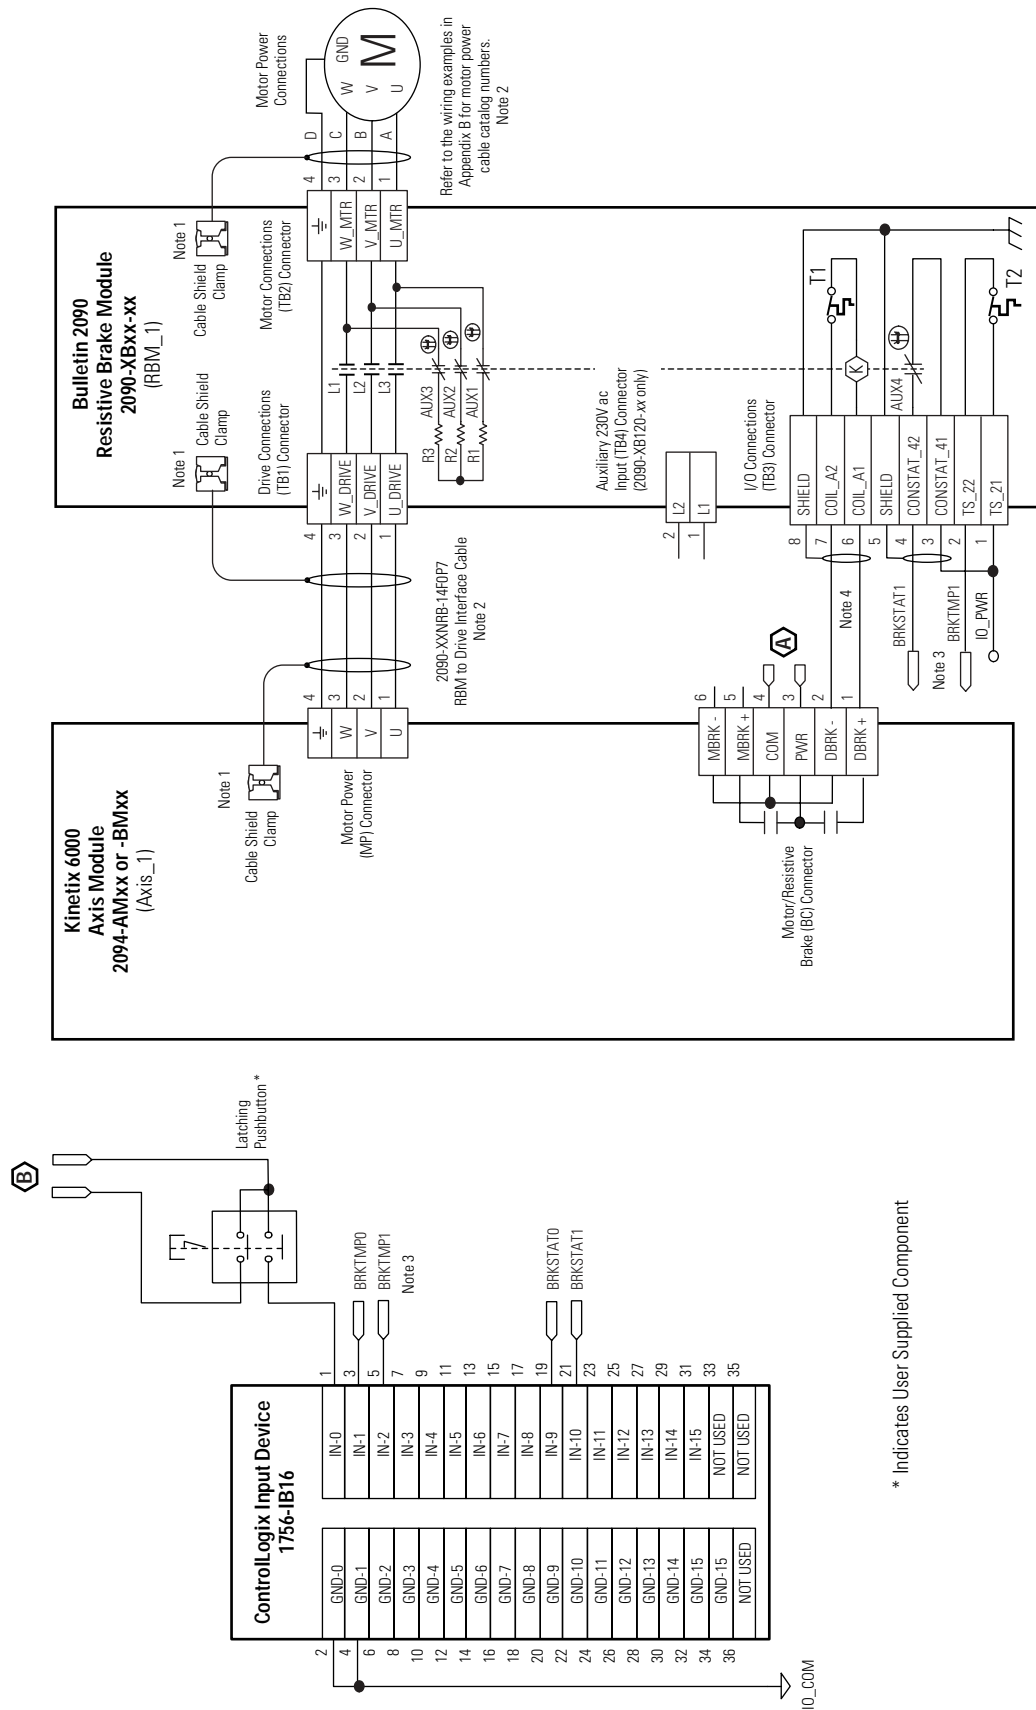 Kinetix 6000
Axis Module
2094-AMxx or -BMxx
(Axis_1)
Note 1
Cable Shield
Clamp
Motor Power
(MP) Connector
W
V
U
4
3
2
1
2090-XXNRB-14F0P7
RBM to Drive Interface Cable
Note 2
Motor/Resistive
Brake (BC) Connector
MBRK -
MBRK +
COM
PWR
DBRK -
DBRK +
6
5
4
3
2
1
A
Bulletin 2090
Resistive Brake Module
2090-XBxx-xx
(RBM_1)
Note 1
Cable Shield
Clamp
Note 1
Cable Shield
Clamp
Drive Connections
(TB1) Connector
4
3
2
1
W_DRIVE
V_DRIVE
U_DRIVE
L1
L2
L3
R3
R2
R1
AUX3
AUX2
AUX1
Motor Connections
(TB2) Connector
W_MTR
V_MTR
U_MTR
4
3
2
1
D
C
B
A
Motor Power
Connections
GND
W
V
U
M
Refer to the wiring examples in
Appendix B for motor power
cable catalog numbers.
Note 2
Auxiliary 230V ac
Input (TB4) Connector
(2090-XB120-xx only)
2
1
L2
L1
I/O Connections
(TB3) Connector
8
7
6
5
4
3
2
1
SHIELD
COIL_A2
COIL_A1
SHIELD
CONSTAT_42
CONSTAT_41
TS_22
TS_21
K
AUX4
T1
T2
Note 4
BRKSTAT1
Note 3
BRKTMP1
IO_PWR
B
Latching
Pushbutton *
ControlLogix Input Device
1756-IB16
2
4
6
8
10
12
14
16
18
20
22
24
26
28
30
32
34
36
GND-0
GND-1
GND-2
GND-3
GND-4
GND-5
GND-6
GND-7
GND-8
GND-9
GND-10
GND-11
GND-12
GND-13
GND-14
GND-15
GND-15
NOT USED
IN-0
IN-1
IN-2
IN-3
IN-4
IN-5
IN-6
IN-7
IN-8
IN-9
IN-10
IN-11
IN-12
IN-13
IN-14
IN-15
NOT USED
NOT USED
1
3
5
7
9
11
13
15
17
19
21
23
25
27
29
31
33
35
BRKTMP0
BRKTMP1
Note 3
BRKSTAT0
BRKSTAT1
IO_COM
* Indicates User Supplied Component